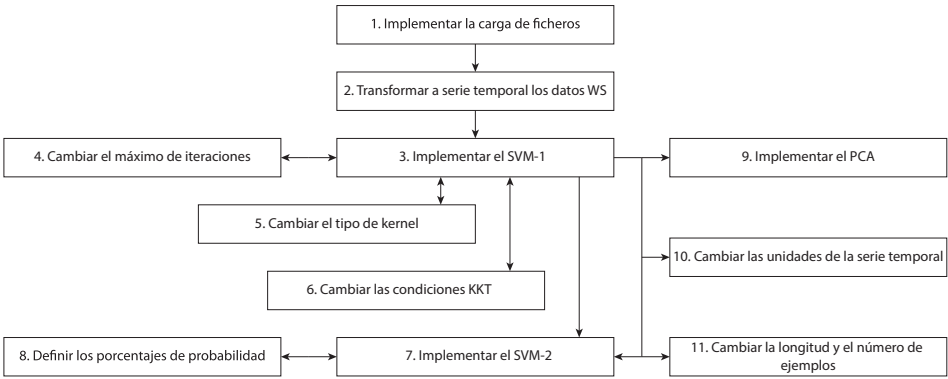 1. Implementar la carga de ficheros
2. Transformar a serie temporal los datos WS
4. Cambiar el máximo de iteraciones
3. Implementar el SVM-1
9. Implementar el PCA
5. Cambiar el tipo de kernel
10. Cambiar las unidades de la serie temporal
6. Cambiar las condiciones KKT
8. Definir los porcentajes de probabilidad
7. Implementar el SVM-2
11. Cambiar la longitud y el número de
ejemplos